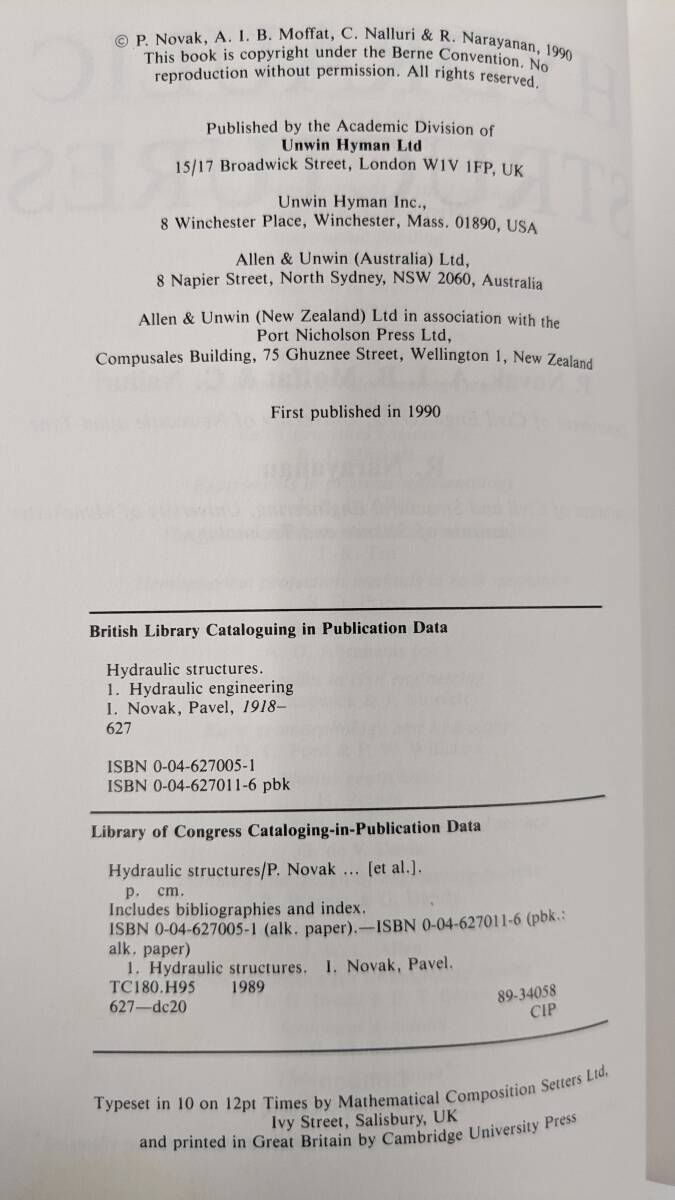 © P. Novak, A. I. B. Moffat, C. Nalluri & R. Narayanan, 1990
This book is copyright under the Berne Convention. No
reproduction without permission. All rights reserved.
Published by the Academic Division of
Unwin Hyman Ltd
15/17 Broadwick Street, London W1V 1FP, UK
Unwin Hyman Inc.,
8 Winchester Place, Winchester, Mass. 01890, USA
Allen & Unwin (Australia) Ltd,
8 Napier Street, North Sydney, NSW 2060, Australia
Allen & Unwin (New Zealand) Ltd in association with the
Port Nicholson Press Ltd,
Compusales Building, 75 Ghuznee Street, Wellington 1, New Zealand
First published in 1990
British Library Cataloguing in Publication Data
Hydraulic structures.
1. Hydraulic engineering
I. Novak, Pavel, 1918–
627
ISBN 0-04-627005-1
ISBN 0-04-627011-6 pbk
Library of Congress Cataloging-in-Publication Data
Hydraulic structures/P. Novak ... [et al.].
p. cm.
Includes bibliographies and index.
ISBN 0-04-627005-1 (alk. paper).—ISBN 0-04-627011-6 (pbk.:
alk. paper)
1. Hydraulic structures. I. Novak, Pavel.
TC180.H95 1989
627—dc20
89-34058
CIP
Typeset in 10 on 12pt Times by Mathematical Composition Setters Ltd,
Ivy Street, Salisbury, UK
and printed in Great Britain by Cambridge University Press